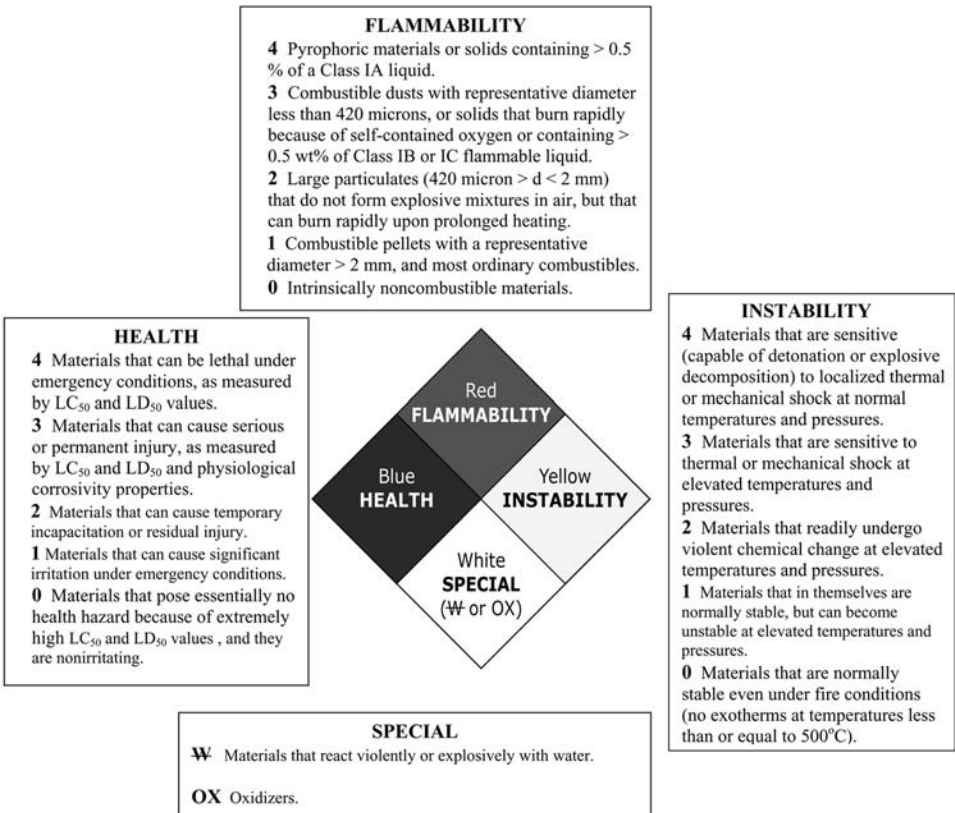 FLAMMABILITY
4 Pyrophoric materials or solids containing > 0.5
% of a Class IA liquid.
3 Combustible dusts with representative diameter
less than 420 microns, or solids that burn rapidly
because of self-contained oxygen or containing >
0.5 wt% of Class IB or IC flammable liquid.
2 Large particulates (420 micron > d < 2 mm)
that do not form explosive mixtures in air, but that
can burn rapidly upon prolonged heating.
1 Combustible pellets with a representative
diameter > 2 mm, and most ordinary combustibles.
0 Intrinsically noncombustible materials.
HEALTH
4 Materials that can be lethal under
emergency conditions, as measured
by LC₅₀ and LD₅₀ values.
3 Materials that can cause serious
or permanent injury, as measured
by LC₅₀ and LD₅₀ and physiological
corrosivity properties.
2 Materials that can cause temporary
incapacitation or residual injury.
1 Materials that can cause significant
irritation under emergency conditions.
0 Materials that pose essentially no
health hazard because of extremely
high LC₅₀ and LD₅₀ values , and they
are nonirritating.
Red
FLAMMABILITY
Blue
HEALTH
Yellow
INSTABILITY
White
SPECIAL
(W̶ or OX)
INSTABILITY
4 Materials that are sensitive
(capable of detonation or explosive
decomposition) to localized thermal
or mechanical shock at normal
temperatures and pressures.
3 Materials that are sensitive to
thermal or mechanical shock at
elevated temperatures and
pressures.
2 Materials that readily undergo
violent chemical change at elevated
temperatures and pressures.
1 Materials that in themselves are
normally stable, but can become
unstable at elevated temperatures and
pressures.
0 Materials that are normally
stable even under fire conditions
(no exotherms at temperatures less
than or equal to 500°C).
SPECIAL
W̶ Materials that react violently or explosively with water.
OX Oxidizers.